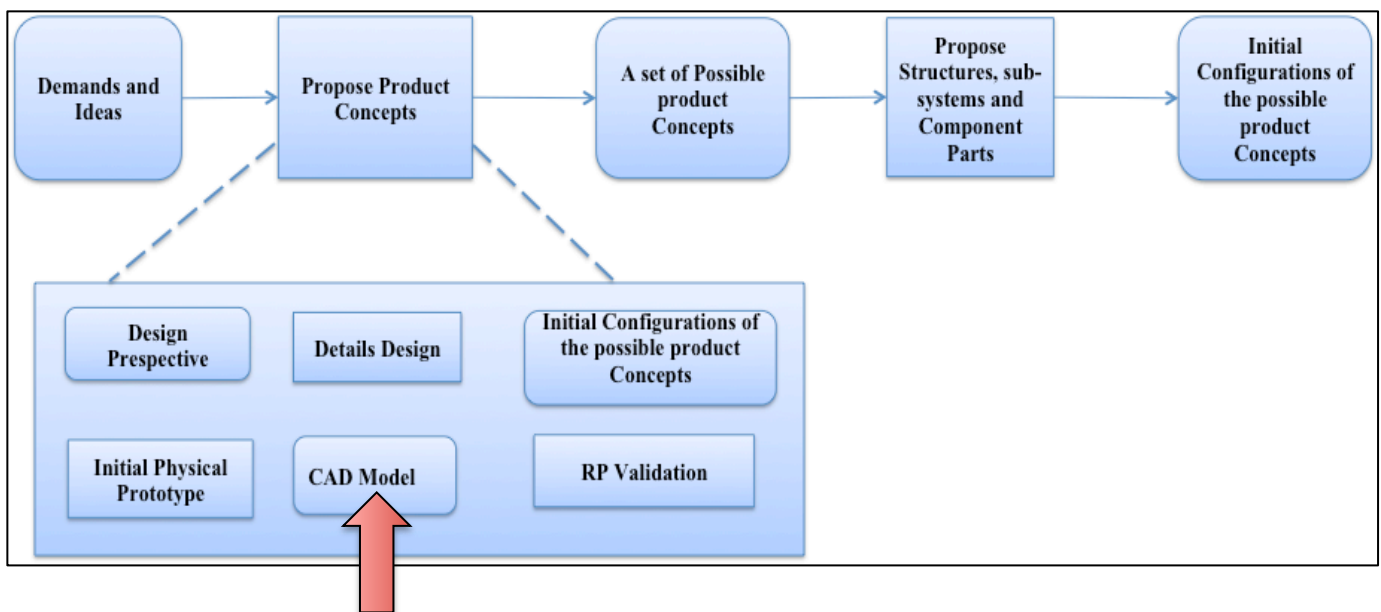 Demands and
Ideas
Propose Product
Concepts
A set of Possible
product
Concepts
Propose
Structures, sub-
systems and
Component
Parts
Initial
Configurations of
the possible
product
Concepts
Design
Prespective
Details Design
Initial Configurations of
the possible product
Concepts
Initial Physical
Prototype
CAD Model
RP Validation